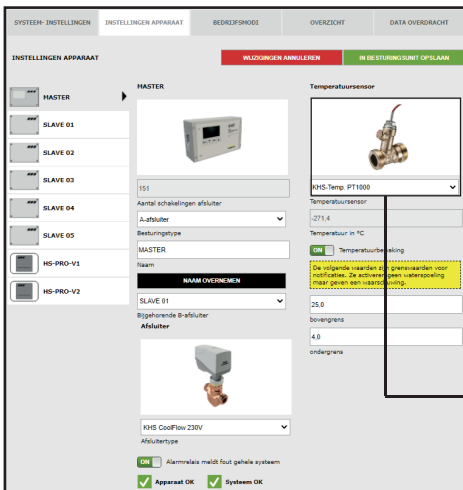 SYSTEEM- INSTELLINGEN
INSTELLINGEN APPARAAT
BEDRIJFSMODI
OVERZICHT
DATA OVERDRACHT
INSTELLINGEN APPARAAT
WIJZIGINGEN ANNULEREN
IN BESTURINGSUNIT OPSLAAN
MASTER
SLAVE 01
SLAVE 02
SLAVE 03
SLAVE 04
SLAVE 05
HS-PRO-V1
HS-PRO-V2
MASTER
151
Aantal schakelingen afsluiter
A-afsluiter
Besturingstype
MASTER
Naam
NAAM OVERNEMEN
SLAVE 01
Bijgehorende B-afsluiter
Afsluiter
KHS CoolFlow 230V
Afsluitertype
ON Alarmrelais meldt fout gehele systeem
Apparaat OK
Systeem OK
Temperatuursensor
KHS-Temp. PT1000
Temperatuursensor
-271,4
Temperatuur in °C
ON Temperatuurbewaking
De volgende waarden zijn grenswaarden voor
notificaties. Ze activeren geen waterspoeling
maar geven een waarschuwing.
25,0
bovengrens
4,0
ondergrens